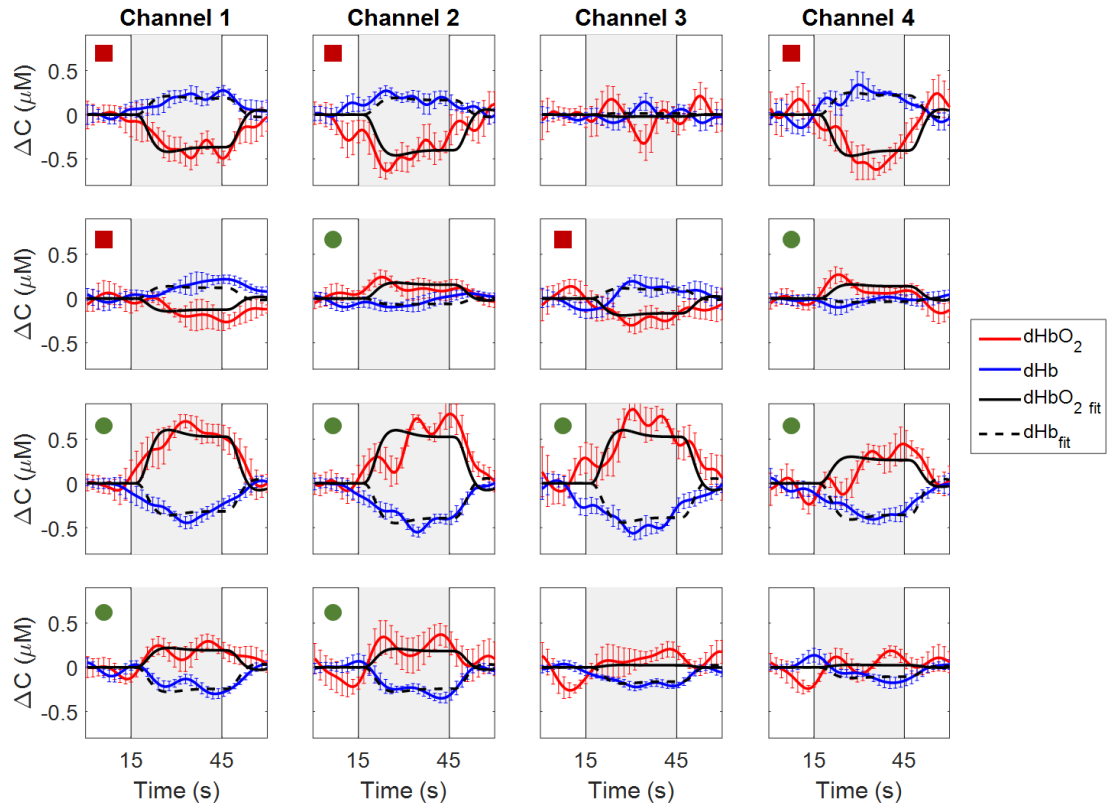 Channel 1 Channel 2 Channel 3 Channel 4
ΔC (μM) 0.5 0 -0.5
ΔC (μM) 0.5 0 -0.5
dHbO2
dHb
dHbO2 fit
dHbfit
ΔC (μM) 0.5 0 -0.5
ΔC (μM) 0.5 0 -0.5
15 45 15 45 15 45 15 45
Time (s) Time (s) Time (s) Time (s)